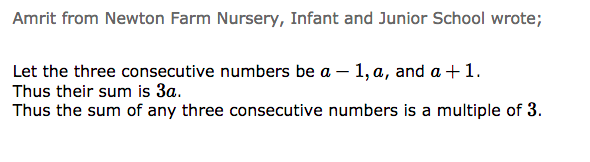 Amrit from Newton Farm Nursery, Infant and Junior School wrote;
Let the three consecutive numbers be a − 1, a, and a + 1.
Thus their sum is 3a.
Thus the sum of any three consecutive numbers is a multiple of 3.